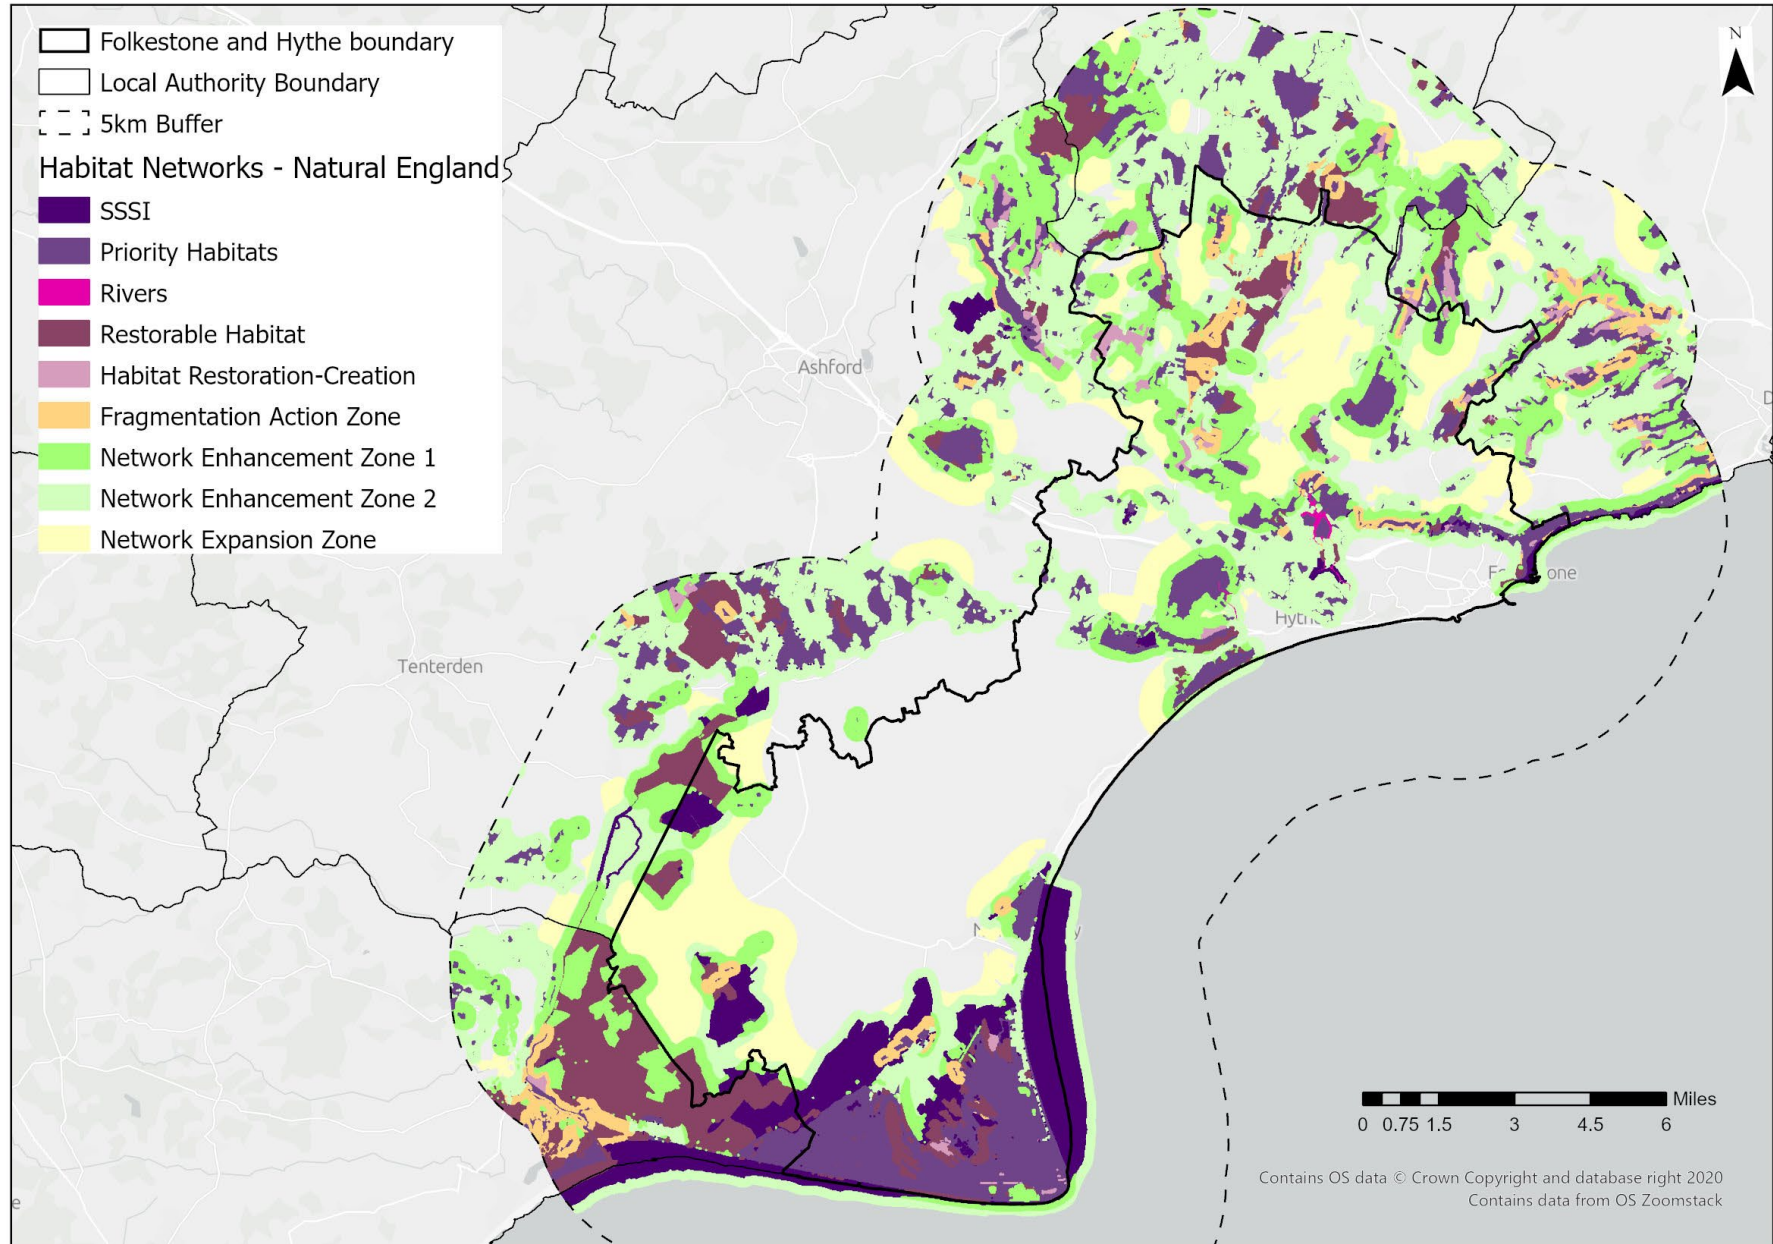 Folkestone and Hythe boundary
Local Authority Boundary
5km Buffer
Habitat Networks - Natural England
SSSI
Priority Habitats
Rivers
Restorable Habitat
Habitat Restoration-Creation
Fragmentation Action Zone
Network Enhancement Zone 1
Network Enhancement Zone 2
Network Expansion Zone
N
Ashford
Hythe
Tenterden
Miles
0 0.75 1.5 3 4.5 6
Contains OS data © Crown Copyright and database right 2020
Contains data from OS Zoomstack